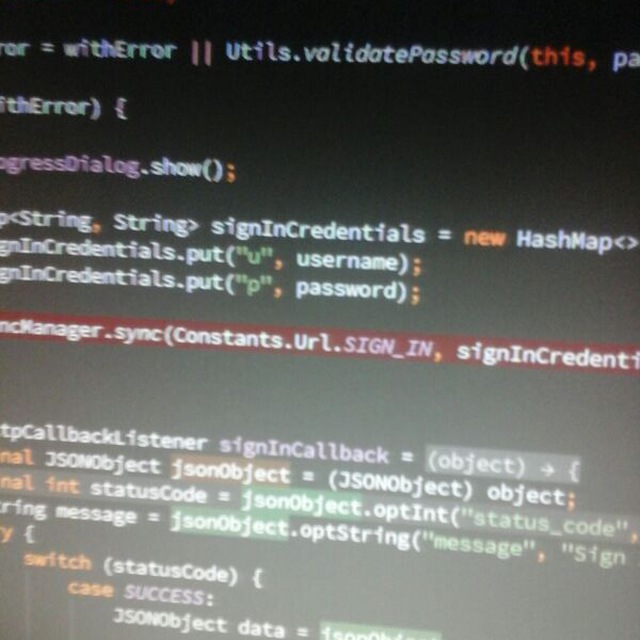 ror = withError || Utils.validatePassword(this, pa
ithError) {
ogressDialog.show();
p<String, String> signInCredentials = new HashMap<>
gnInCredentials.put("u", username);
gnInCredentials.put("p", password);
ncManager.sync(Constants.Url.SIGN_IN, signInCredenti
tpCallbackListener signInCallback = (object) → {
nal JSONObject jsonObject = (JSONObject) object;
nal int statusCode = jsonObject.optInt("status_code",
tring message = jsonObject.optString("message", "Sign
y {
switch (statusCode) {
case SUCCESS:
JSONObject data = jsonObject